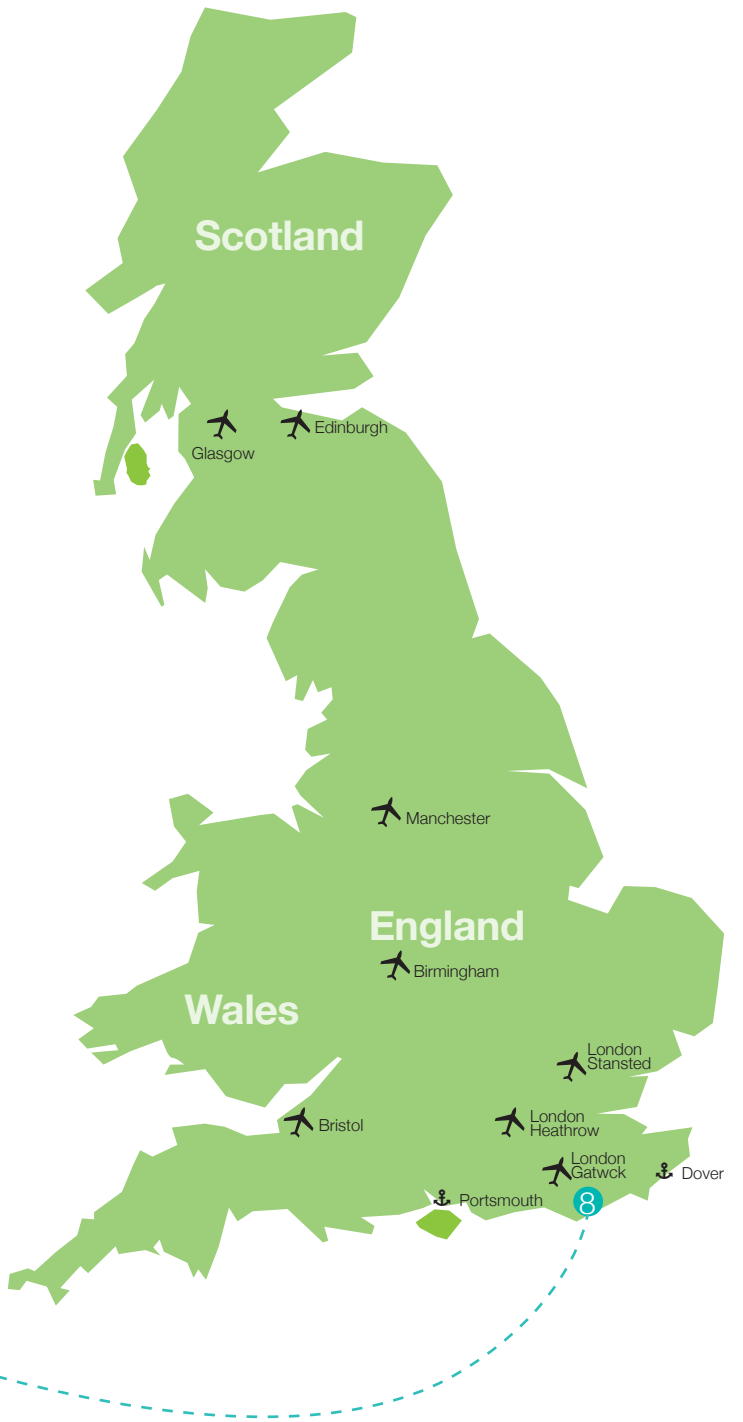 Scotland
Edinburgh
Glasgow
Manchester
England
Birmingham
Wales
London
Stansted
London
Heathrow
Bristol
London
Gatwck
Dover
Portsmouth
8